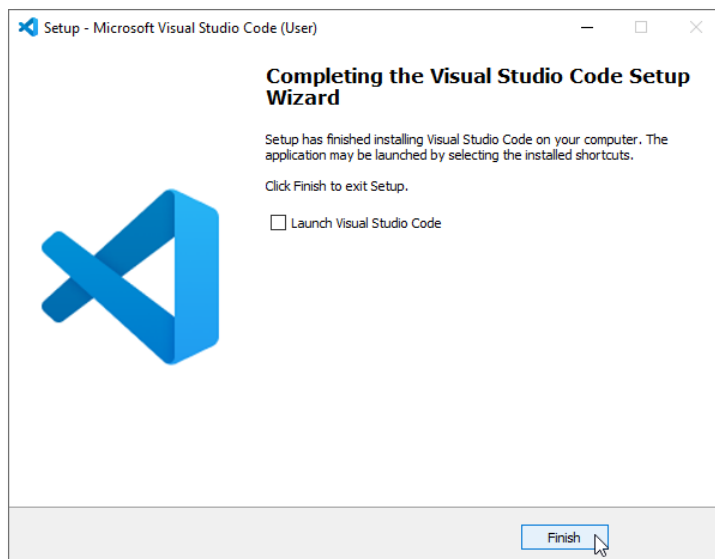 Setup - Microsoft Visual Studio Code (User)
Completing the Visual Studio Code Setup
Wizard
Setup has finished installing Visual Studio Code on your computer. The
application may be launched by selecting the installed shortcuts.
Click Finish to exit Setup.
Launch Visual Studio Code
Finish